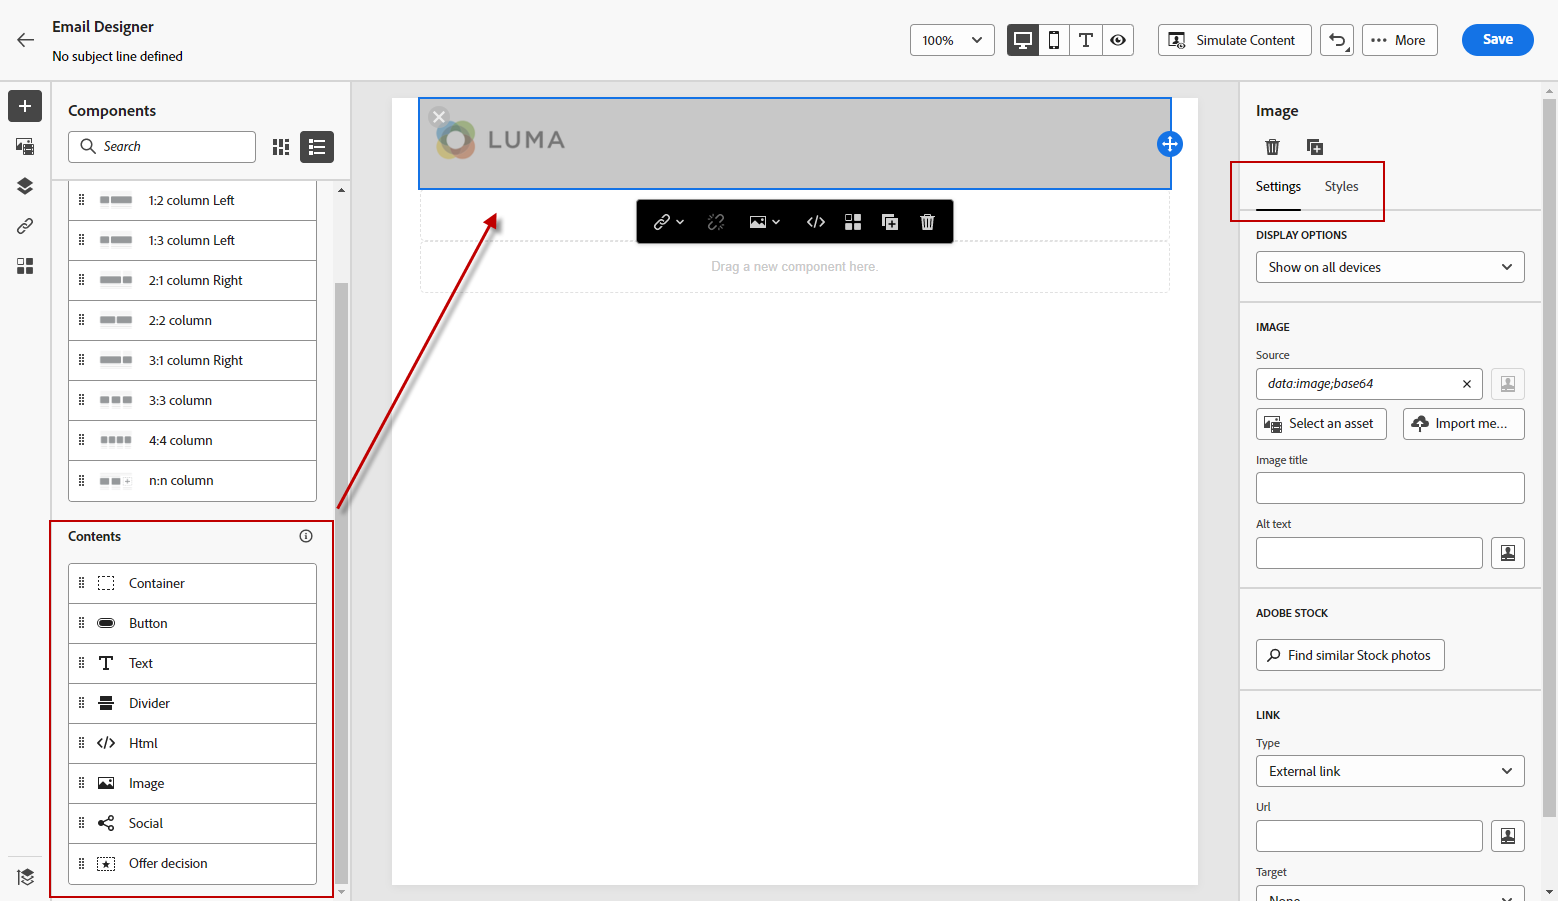 Email Designer
No subject line defined
100%
Simulate Content
More
Save
Components
Search
1:2 column Left
1:3 column Left
2:1 column Right
2:2 column
3:1 column Right
3:3 column
4:4 column
n:n column
Contents
Container
Button
Text
Divider
Html
Image
Social
Offer decision
LUMA
Drag a new component here.
Image
Settings Styles
DISPLAY OPTIONS
Show on all devices
IMAGE
Source
data:image;base64
Select an asset
Import me...
Image title
Alt text
ADOBE STOCK
Find similar Stock photos
LINK
Type
External link
Url
Target
None